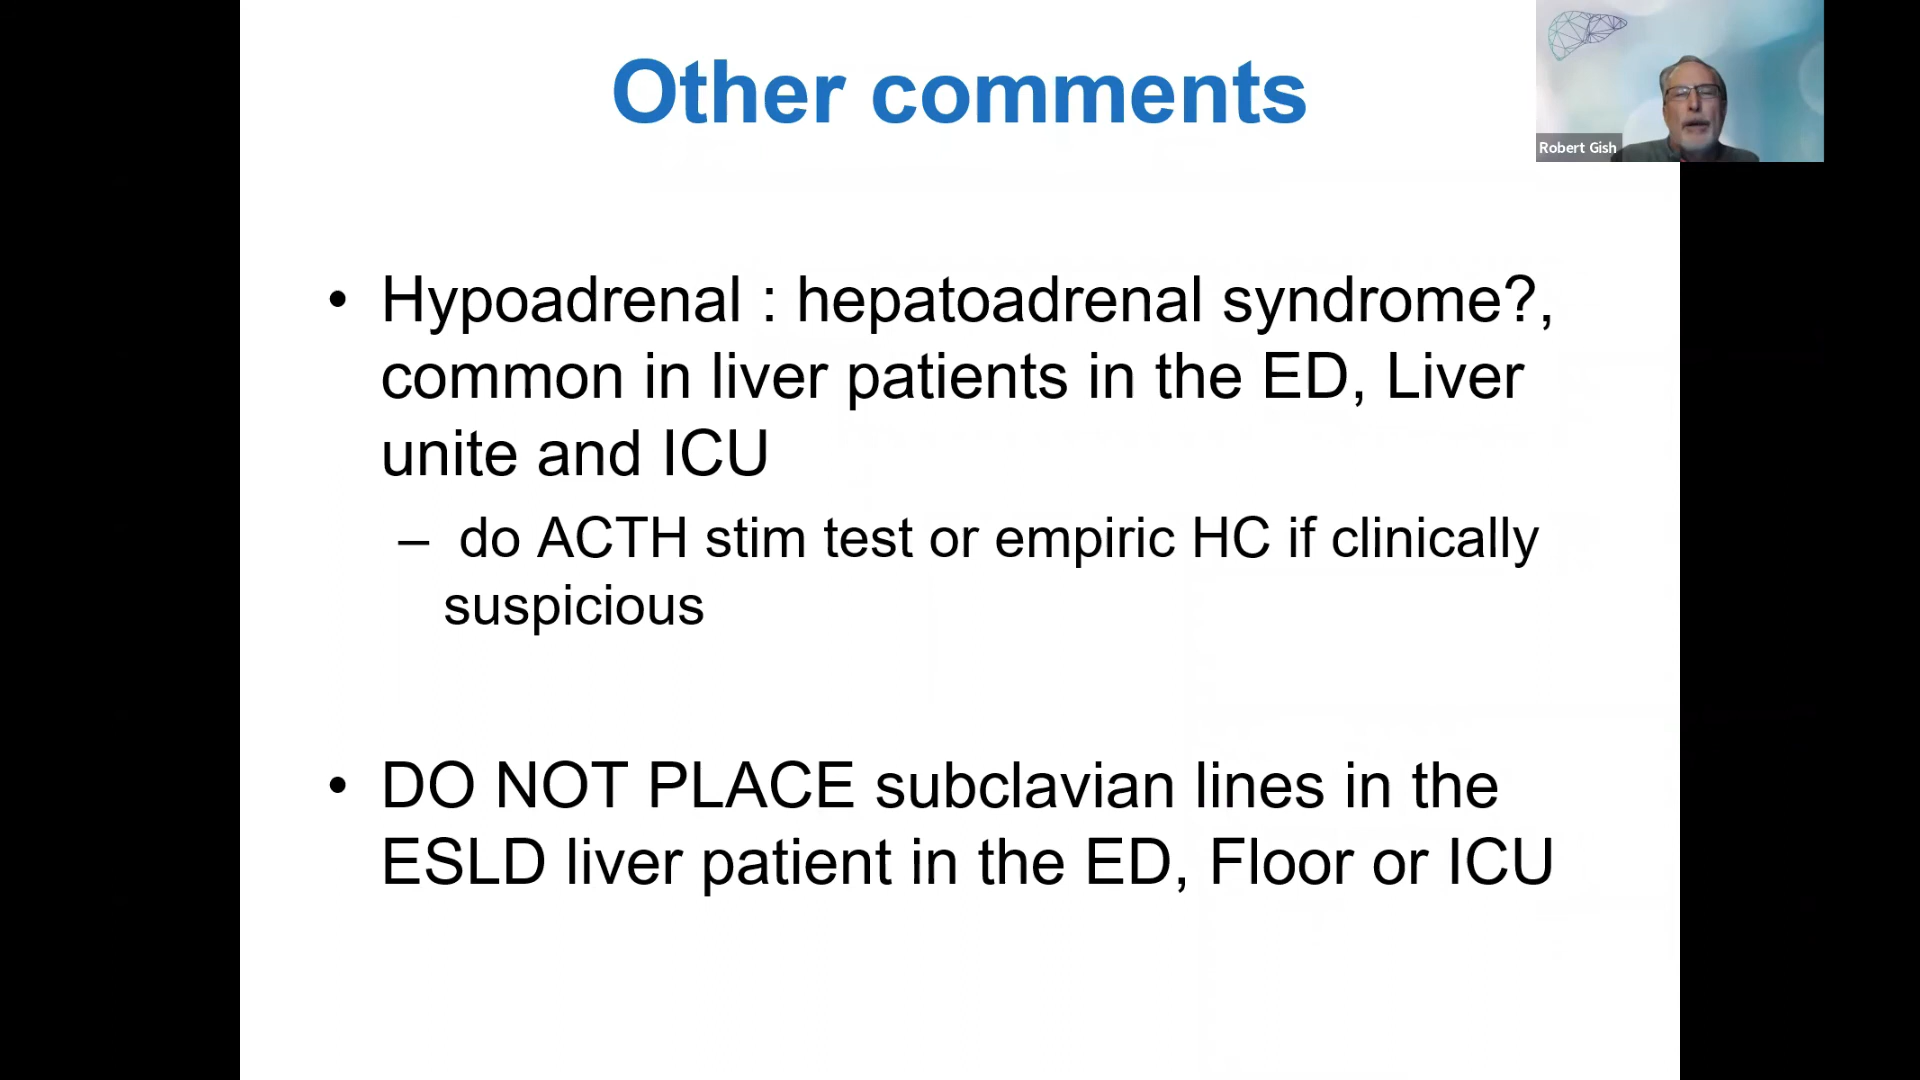 Other comments
Robert Gish
• Hypoadrenal : hepatoadrenal syndrome?,
common in liver patients in the ED, Liver
unite and ICU
– do ACTH stim test or empiric HC if clinically
suspicious
• DO NOT PLACE subclavian lines in the
ESLD liver patient in the ED, Floor or ICU